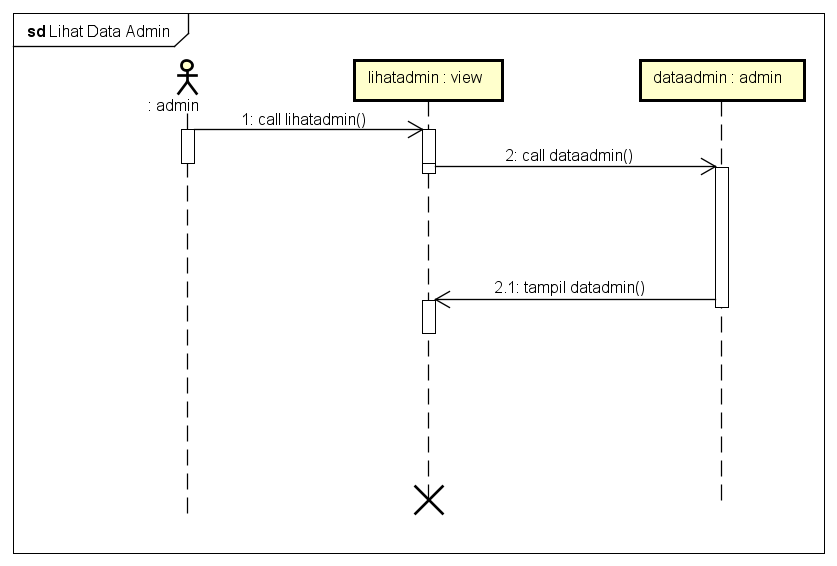 sd Lihat Data Admin
: admin
lihatadmin : view
dataadmin : admin
1: call lihatadmin()
2: call dataadmin()
2.1: tampil datadmin()